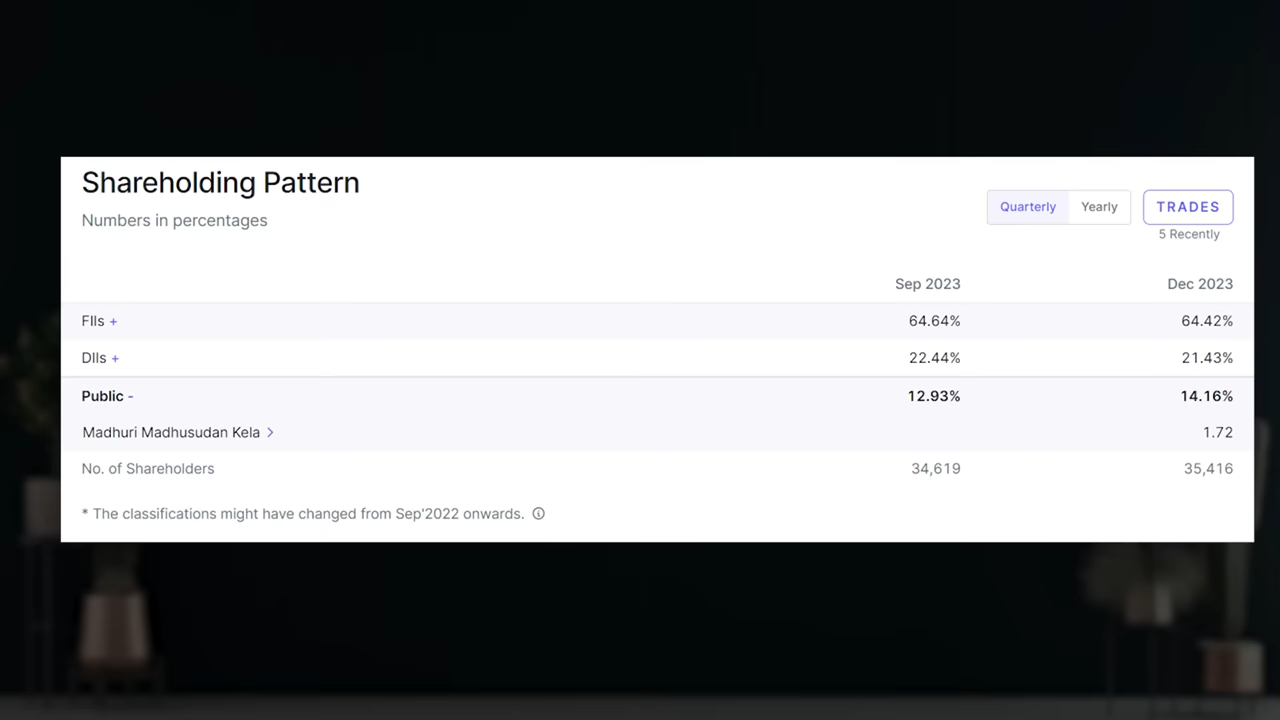 Shareholding Pattern
Numbers in percentages
Quarterly Yearly TRADES
5 Recently
Sep 2023 Dec 2023
FIIs + 64.64% 64.42%
DIIs + 22.44% 21.43%
Public - 12.93% 14.16%
Madhuri Madhusudan Kela > 1.72
No. of Shareholders 34,619 35,416
* The classifications might have changed from Sep'2022 onwards.